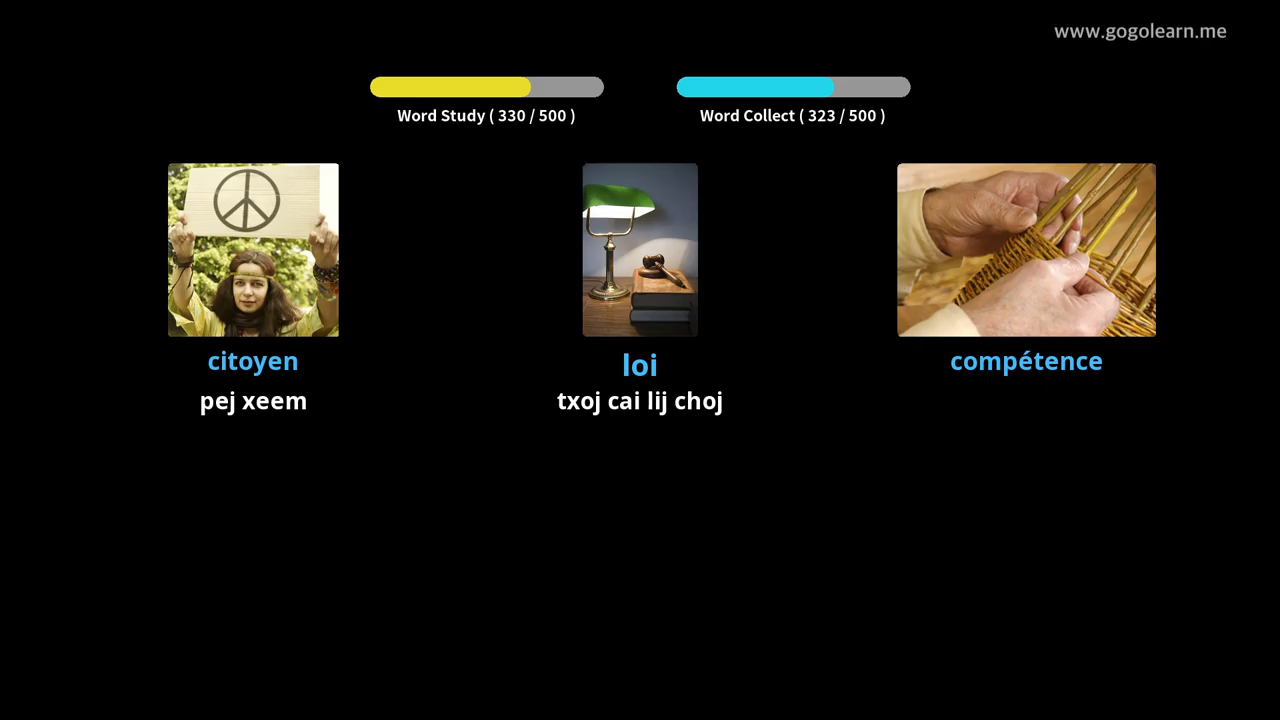 www.gogolearn.me
Word Study ( 330 / 500 )
Word Collect ( 323 / 500 )
citoyen
pej xeem
loi
txoj cai lij choj
compétence